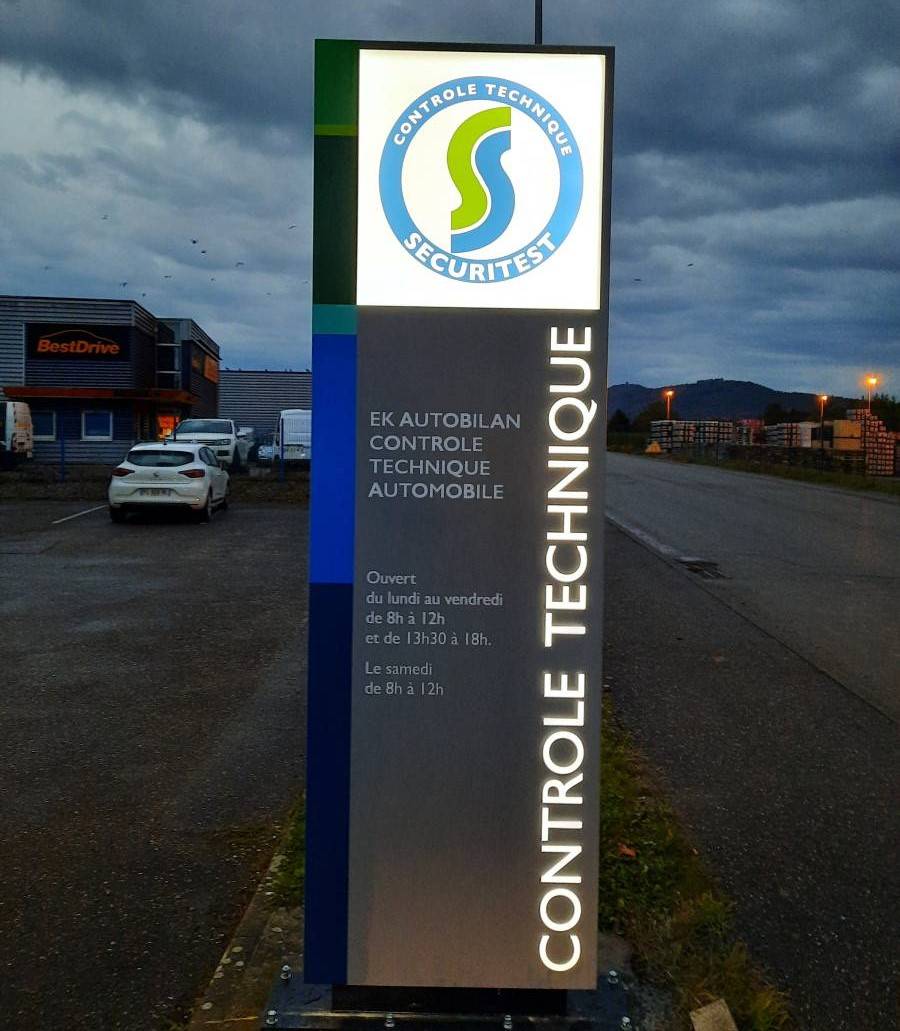 CONTROLE TECHNIQUE
SECURITEST
BestDrive
EK AUTOBILAN
CONTROLE
TECHNIQUE
AUTOMOBILE
Ouvert
du lundi au vendredi
de 8h à 12h
et de 13h30 à 18h.
Le samedi
de 8h à 12h
CONTROLE TECHNIQUE